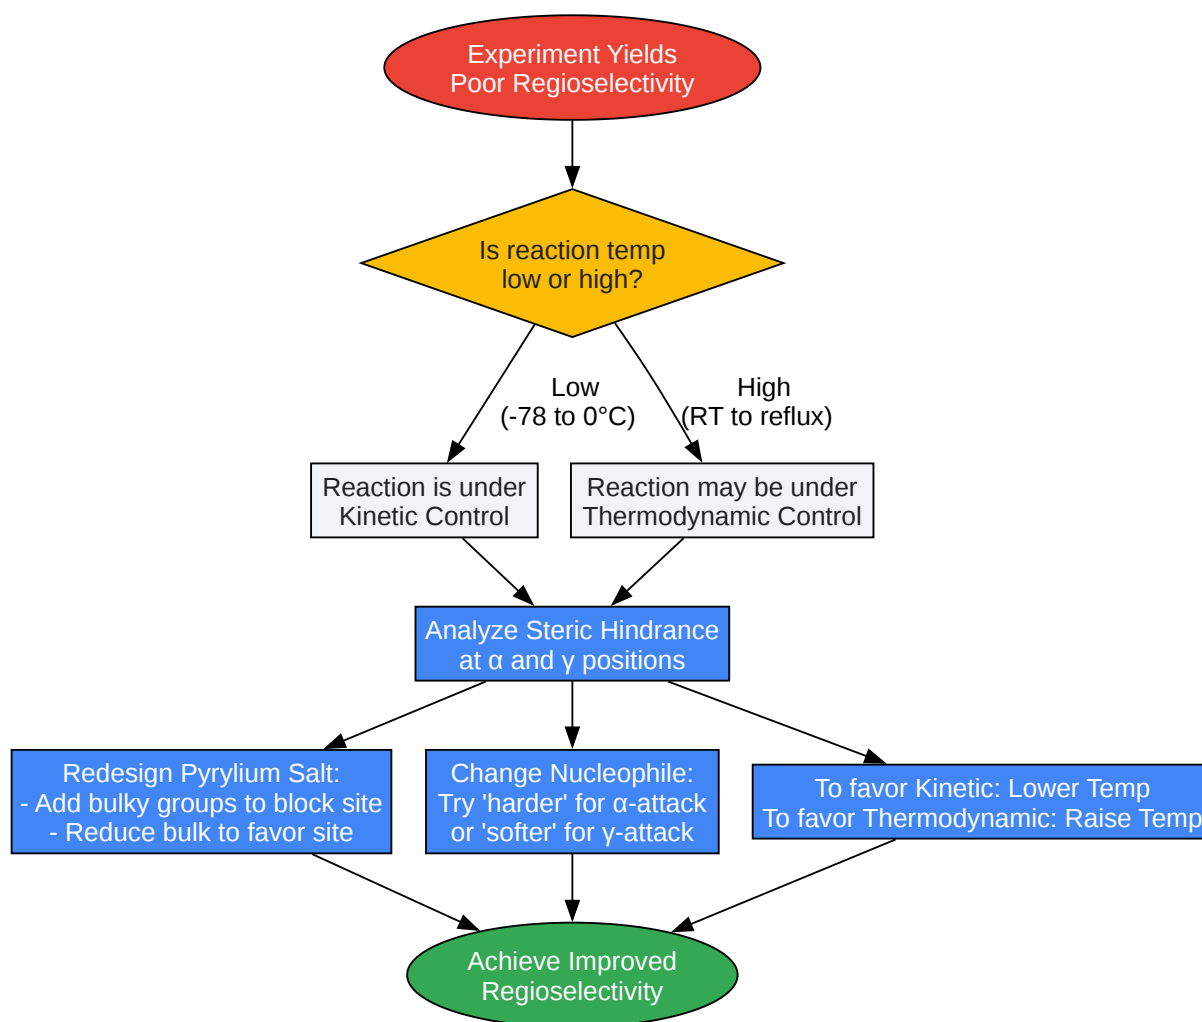 Experiment Yields
Poor Regioselectivity
Is reaction temp
low or high?
Low
(-78 to 0°C)
High
(RT to reflux)
Reaction is under
Kinetic Control
Reaction may be under
Thermodynamic Control
Analyze Steric Hindrance
at α and γ positions
Redesign Pyrylium Salt:
- Add bulky groups to block site
- Reduce bulk to favor site
Change Nucleophile:
Try 'harder' for α-attack
or 'softer' for γ-attack
To favor Kinetic: Lower Temp
To favor Thermodynamic: Raise Temp
Achieve Improved
Regioselectivity